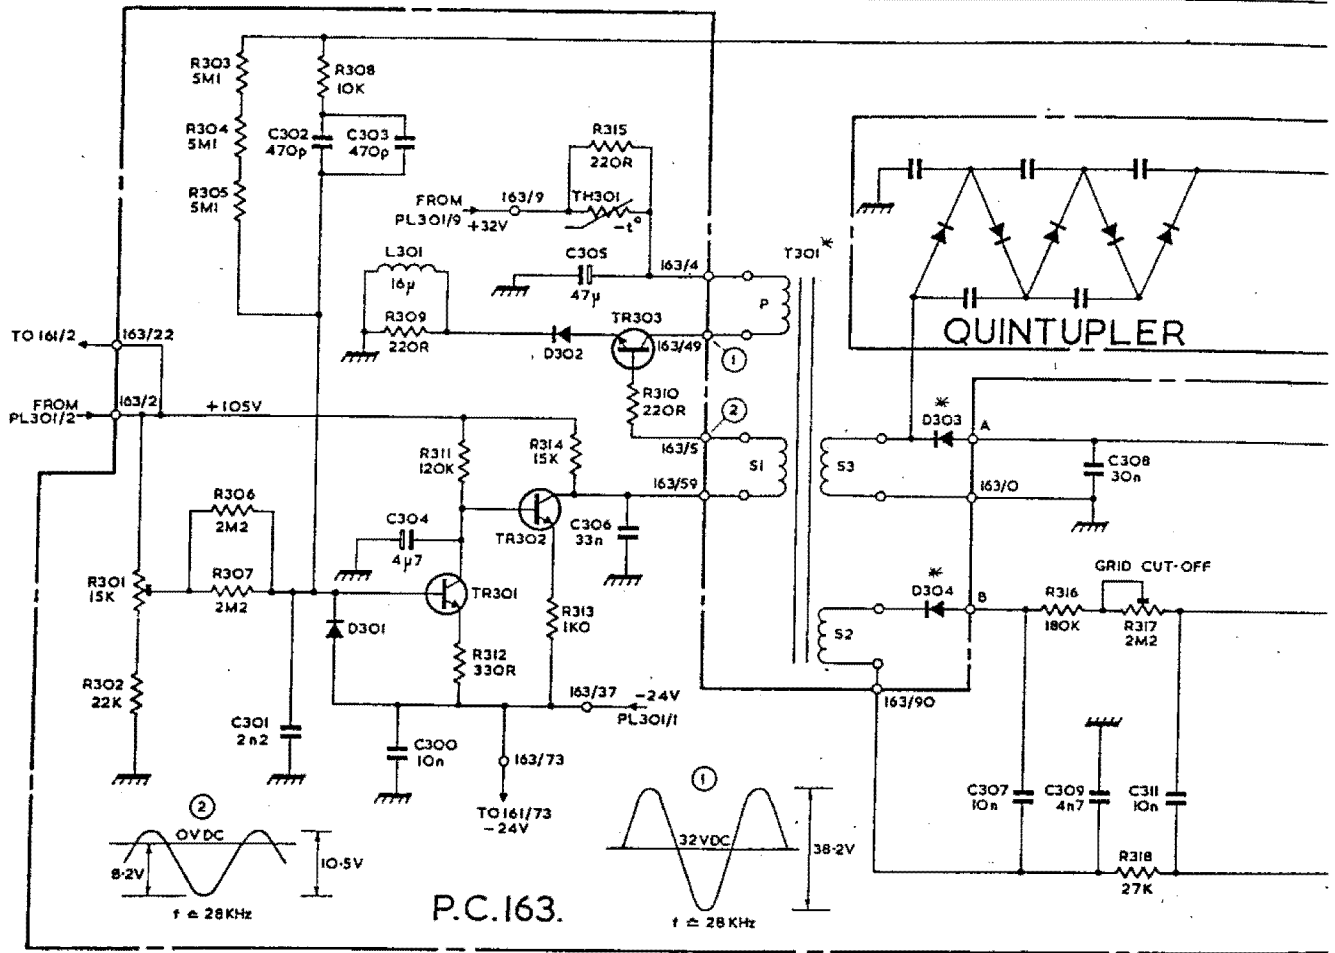 R303
5M1
R308
10K
R304
5M1
C302
470p
C303
470p
R305
5M1
R315
220R
FROM
PL301/9
163/9
+32V
TH301
-t°
L301
16µ
C305
47µ
163/4
T301*
P
R309
220R
D302
TR303
163/49
1
QUINTUPLER
TO 161/2
163/22
FROM
PL301/2
163/2
+105V
R310
220R
2
163/5
R311
120K
R314
15K
S1
S3
*
D303
A
C308
30n
163/59
163/0
R306
2M2
C304
4µ7
TR302
C306
33n
R301
15K
R307
2M2
TR301
*
D304
B
GRID CUT-OFF
R316
180K
R317
2M2
D301
R313
1K0
S2
R312
330R
R302
22K
163/37
-24V
PL301/1
163/90
C301
2n2
C300
10n
163/73
TO 161/73
-24V
2
0VDC
8·2V
10·5V
f ≏ 28KHz
P.C.163.
1
32VDC
38·2V
f ≏ 28KHz
C307
10n
C309
4n7
C311
10n
R318
27K